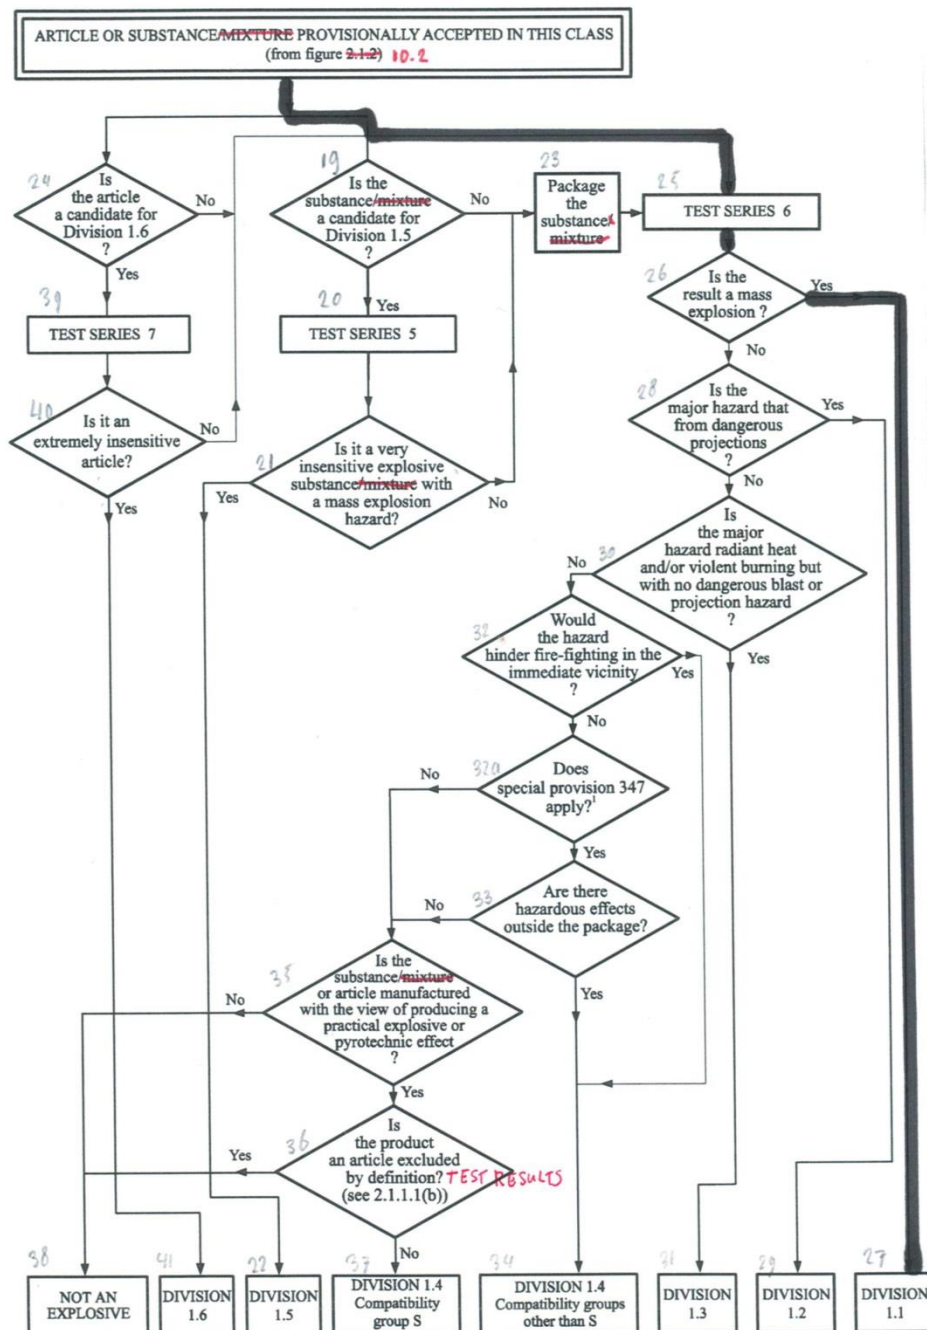 ARTICLE OR SUBSTANCE/MIXTURE PROVISIONALLY ACCEPTED IN THIS CLASS
(from figure 2.1.2) 10.2
24
Is
the article
a candidate for
Division 1.6
?
No
Yes
19
Is the
substance/mixture
a candidate for
Division 1.5
?
No
Yes
23
Package
the
substance/
mixture
25
TEST SERIES 6
26
Is the
result a mass
explosion ?
Yes
No
39
TEST SERIES 7
20
TEST SERIES 5
40
Is it an
extremely insensitive
article?
No
Yes
21
Is it a very
insensitive explosive
substance/mixture with
a mass explosion
hazard?
Yes
No
28
Is the
major hazard that
from dangerous
projections
?
Yes
No
30
Is
the major
hazard radiant heat
and/or violent burning but
with no dangerous blast or
projection hazard
?
No
Yes
32
Would
the hazard
hinder fire-fighting in the
immediate vicinity
?
Yes
No
32a
Does
special provision 347
apply?1
No
Yes
33
Are there
hazardous effects
outside the package?
No
Yes
35
Is the
substance/mixture
or article manufactured
with the view of producing a
practical explosive or
pyrotechnic effect
?
No
Yes
36
Is
the product
an article excluded
by definition? TEST RESULTS
(see 2.1.1.1(b))
Yes
No
38
NOT AN
EXPLOSIVE
41
DIVISION
1.6
22
DIVISION
1.5
37
DIVISION 1.4
Compatibility
group S
34
DIVISION 1.4
Compatibility groups
other than S
31
DIVISION
1.3
29
DIVISION
1.2
27
DIVISION
1.1